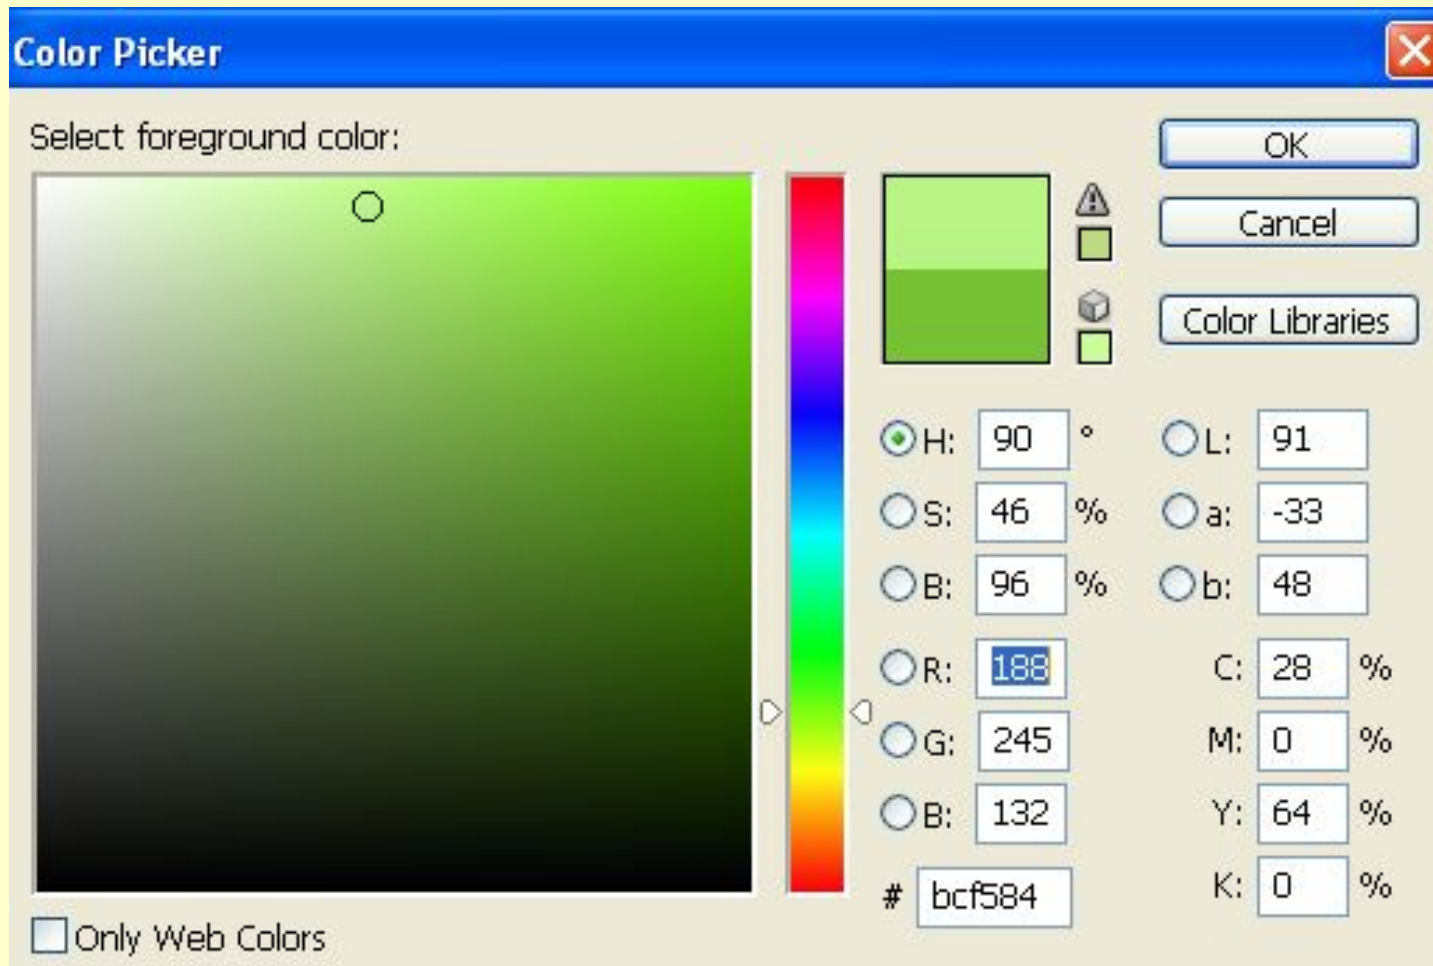 Color Picker
Select foreground color:
OK
Cancel
Color Libraries
H: 90 °
L: 91
S: 46 %
a: -33
B: 96 %
b: 48
R: 188
C: 28 %
G: 245
M: 0 %
B: 132
Y: 64 %
# bcf584
K: 0 %
Only Web Colors